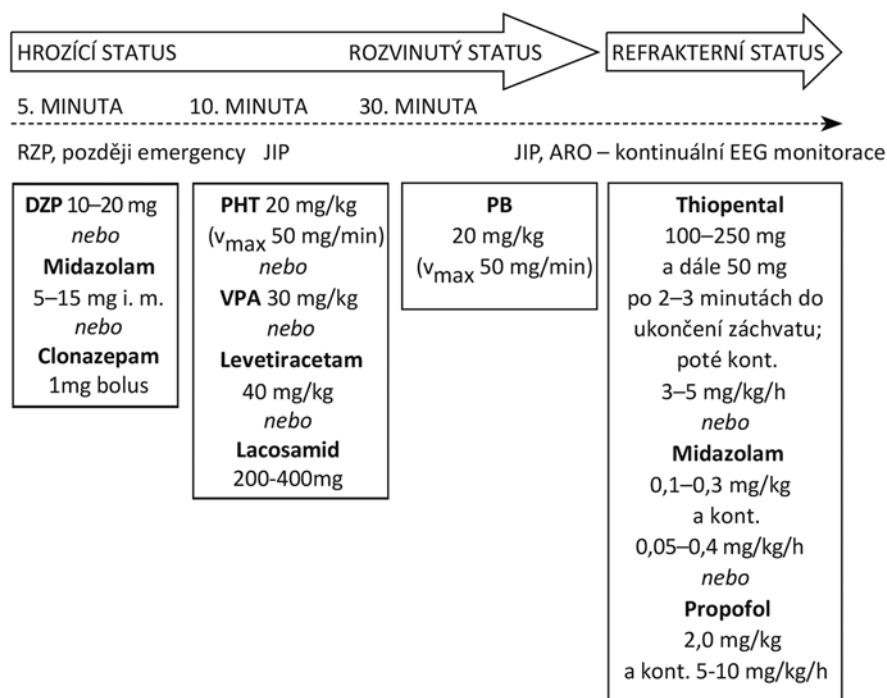 HROZÍCÍ STATUS
ROZVINUTÝ STATUS
REFRAKTERNÍ STATUS
5. MINUTA
10. MINUTA
30. MINUTA
RZP, později emergency
JIP
JIP, ARO – kontinuální EEG monitorace
DZP 10–20 mg
nebo
Midazolam
5–15 mg i. m.
nebo
Clonazepam
1mg bolus
PHT 20 mg/kg
(vmax 50 mg/min)
nebo
VPA 30 mg/kg
nebo
Levetiracetam
40 mg/kg
nebo
Lacosamid
200-400mg
PB
20 mg/kg
(vmax 50 mg/min)
Thiopental
100–250 mg
a dále 50 mg
po 2–3 minutách do
ukončení záchvatu;
poté kont.
3–5 mg/kg/h
nebo
Midazolam
0,1–0,3 mg/kg
a kont.
0,05–0,4 mg/kg/h
nebo
Propofol
2,0 mg/kg
a kont. 5-10 mg/kg/h